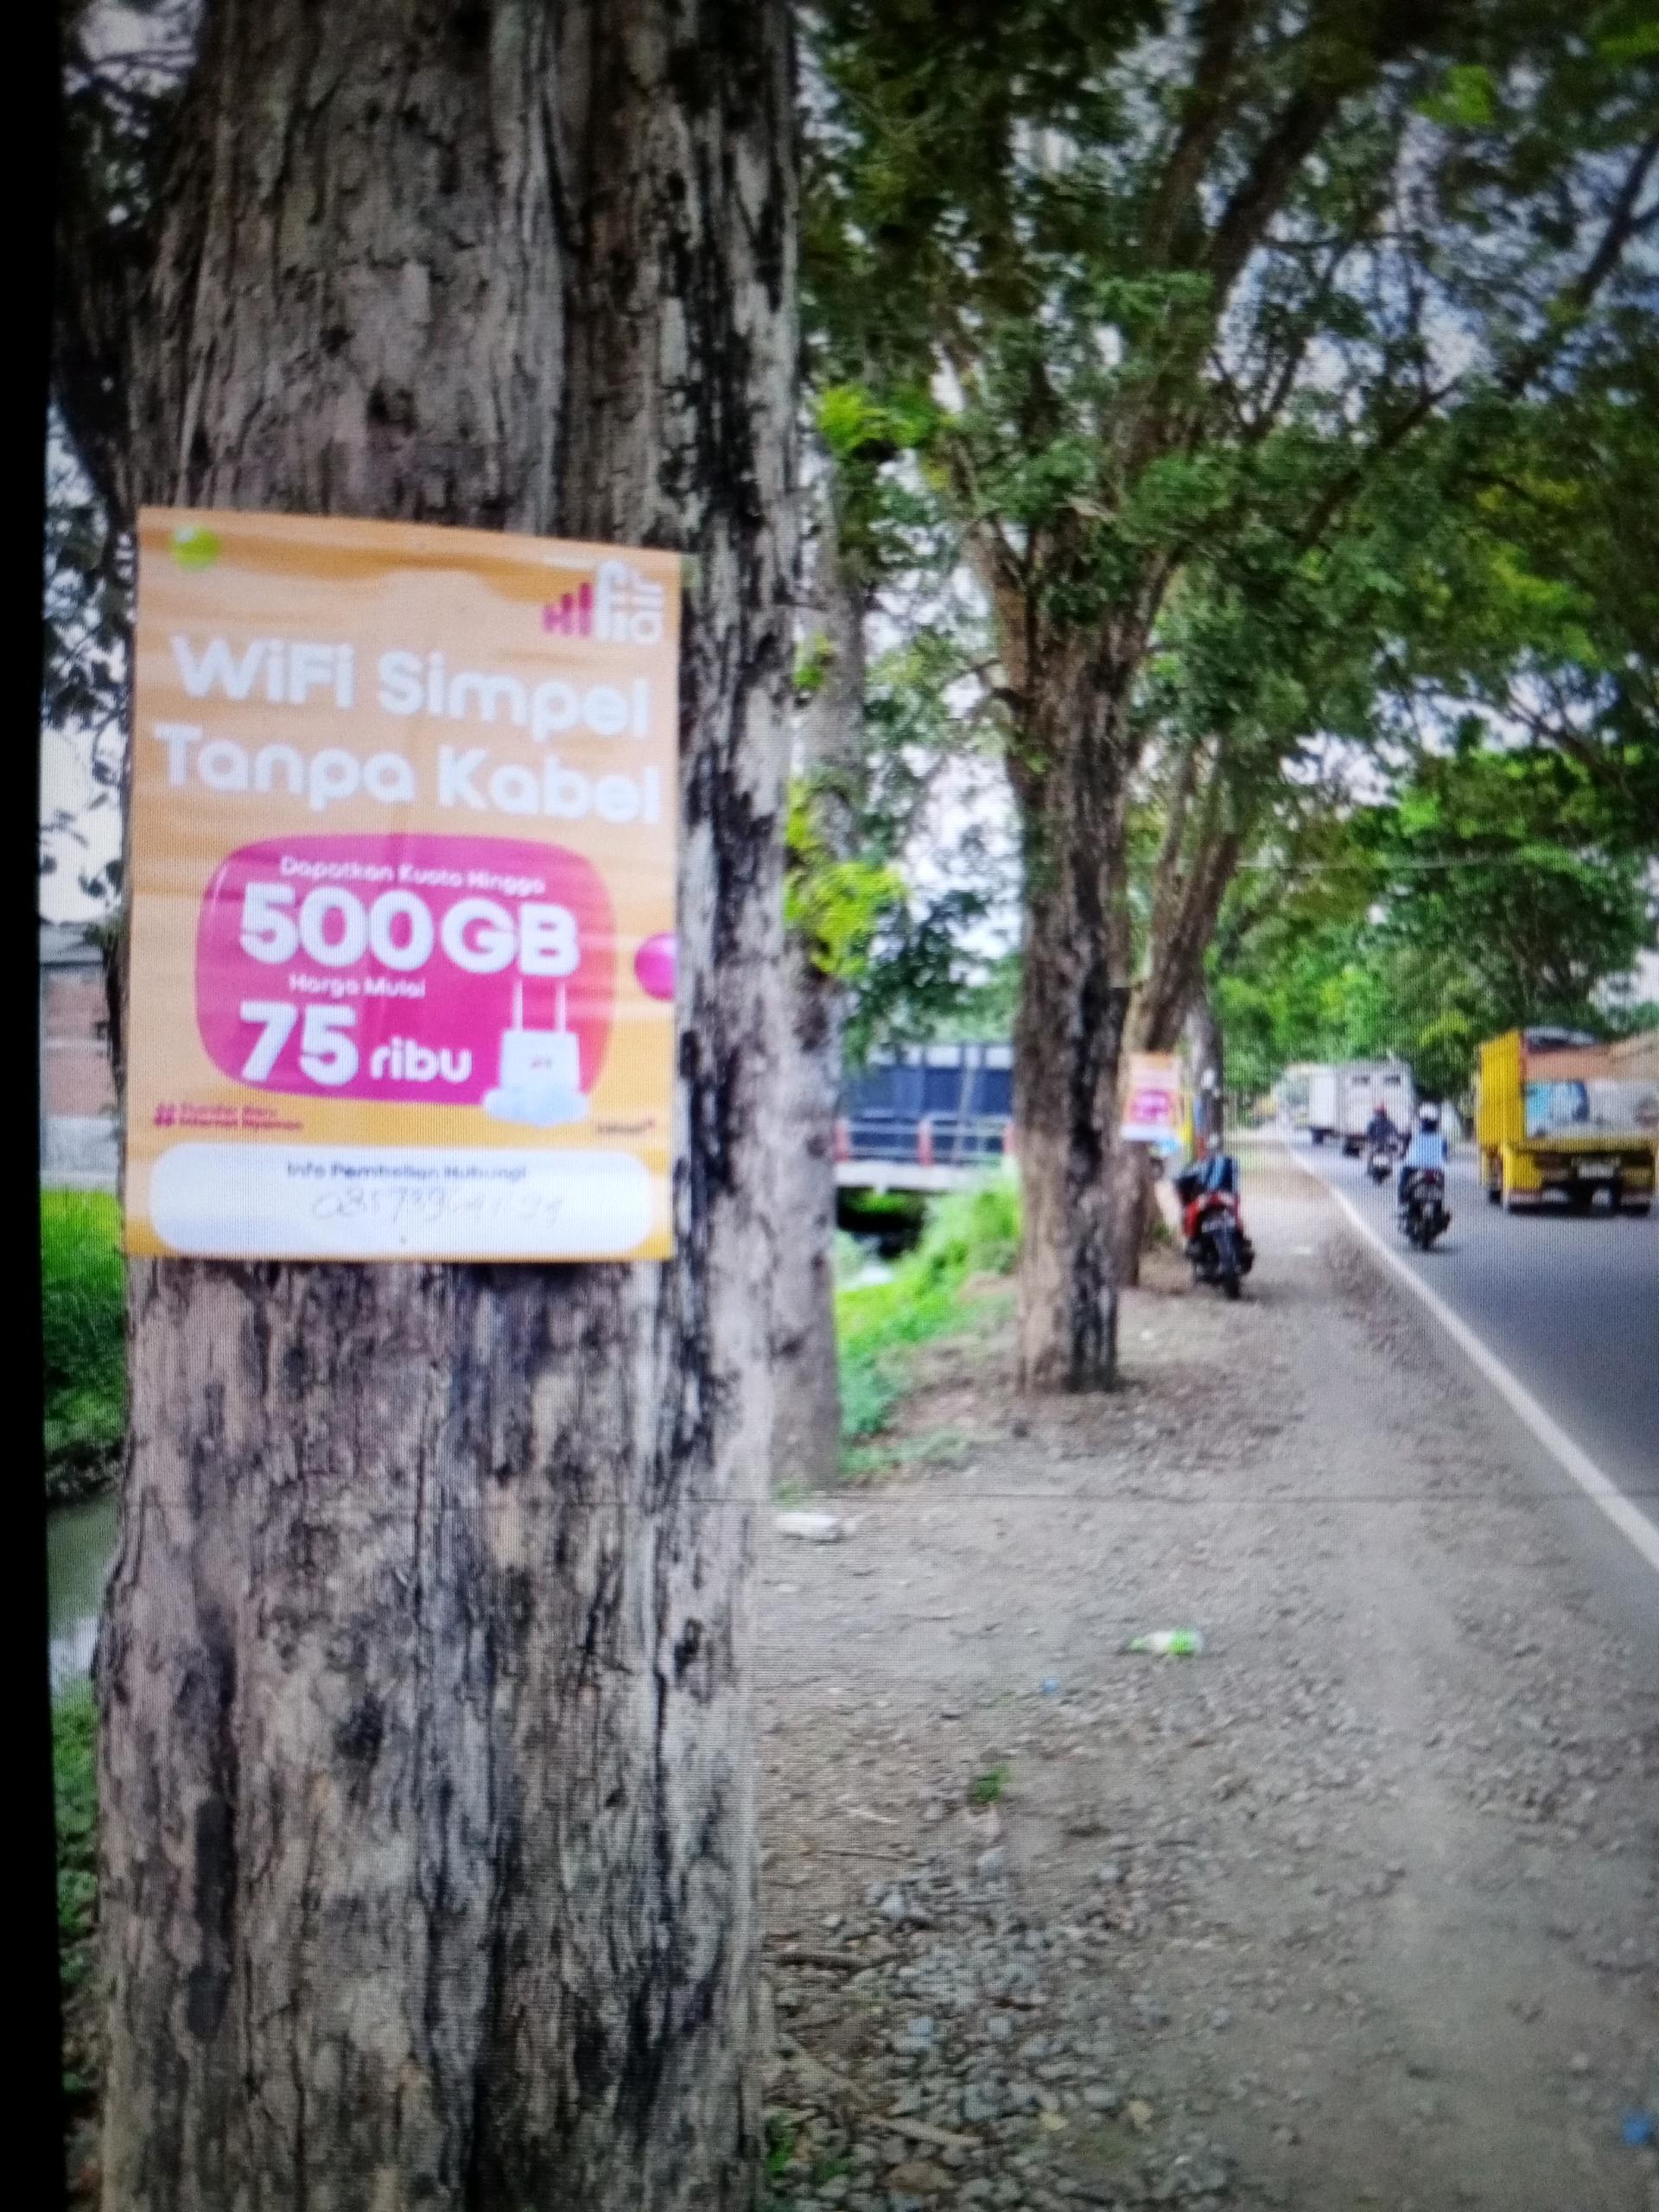 WiFi Simpel
Tanpa Kabel
Dapatkan Kuota Hingga
500GB
Harga Mulai
75 ribu
Info Pembelian Hubungi